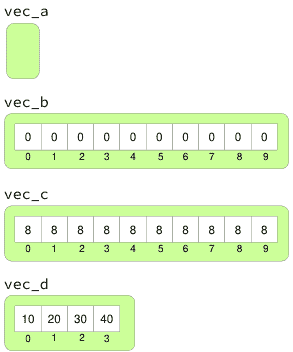 vec_a
vec_b
0 0 0 0 0 0 0 0 0 0
0 1 2 3 4 5 6 7 8 9
vec_c
8 8 8 8 8 8 8 8 8 8
0 1 2 3 4 5 6 7 8 9
vec_d
10 20 30 40
0 1 2 3